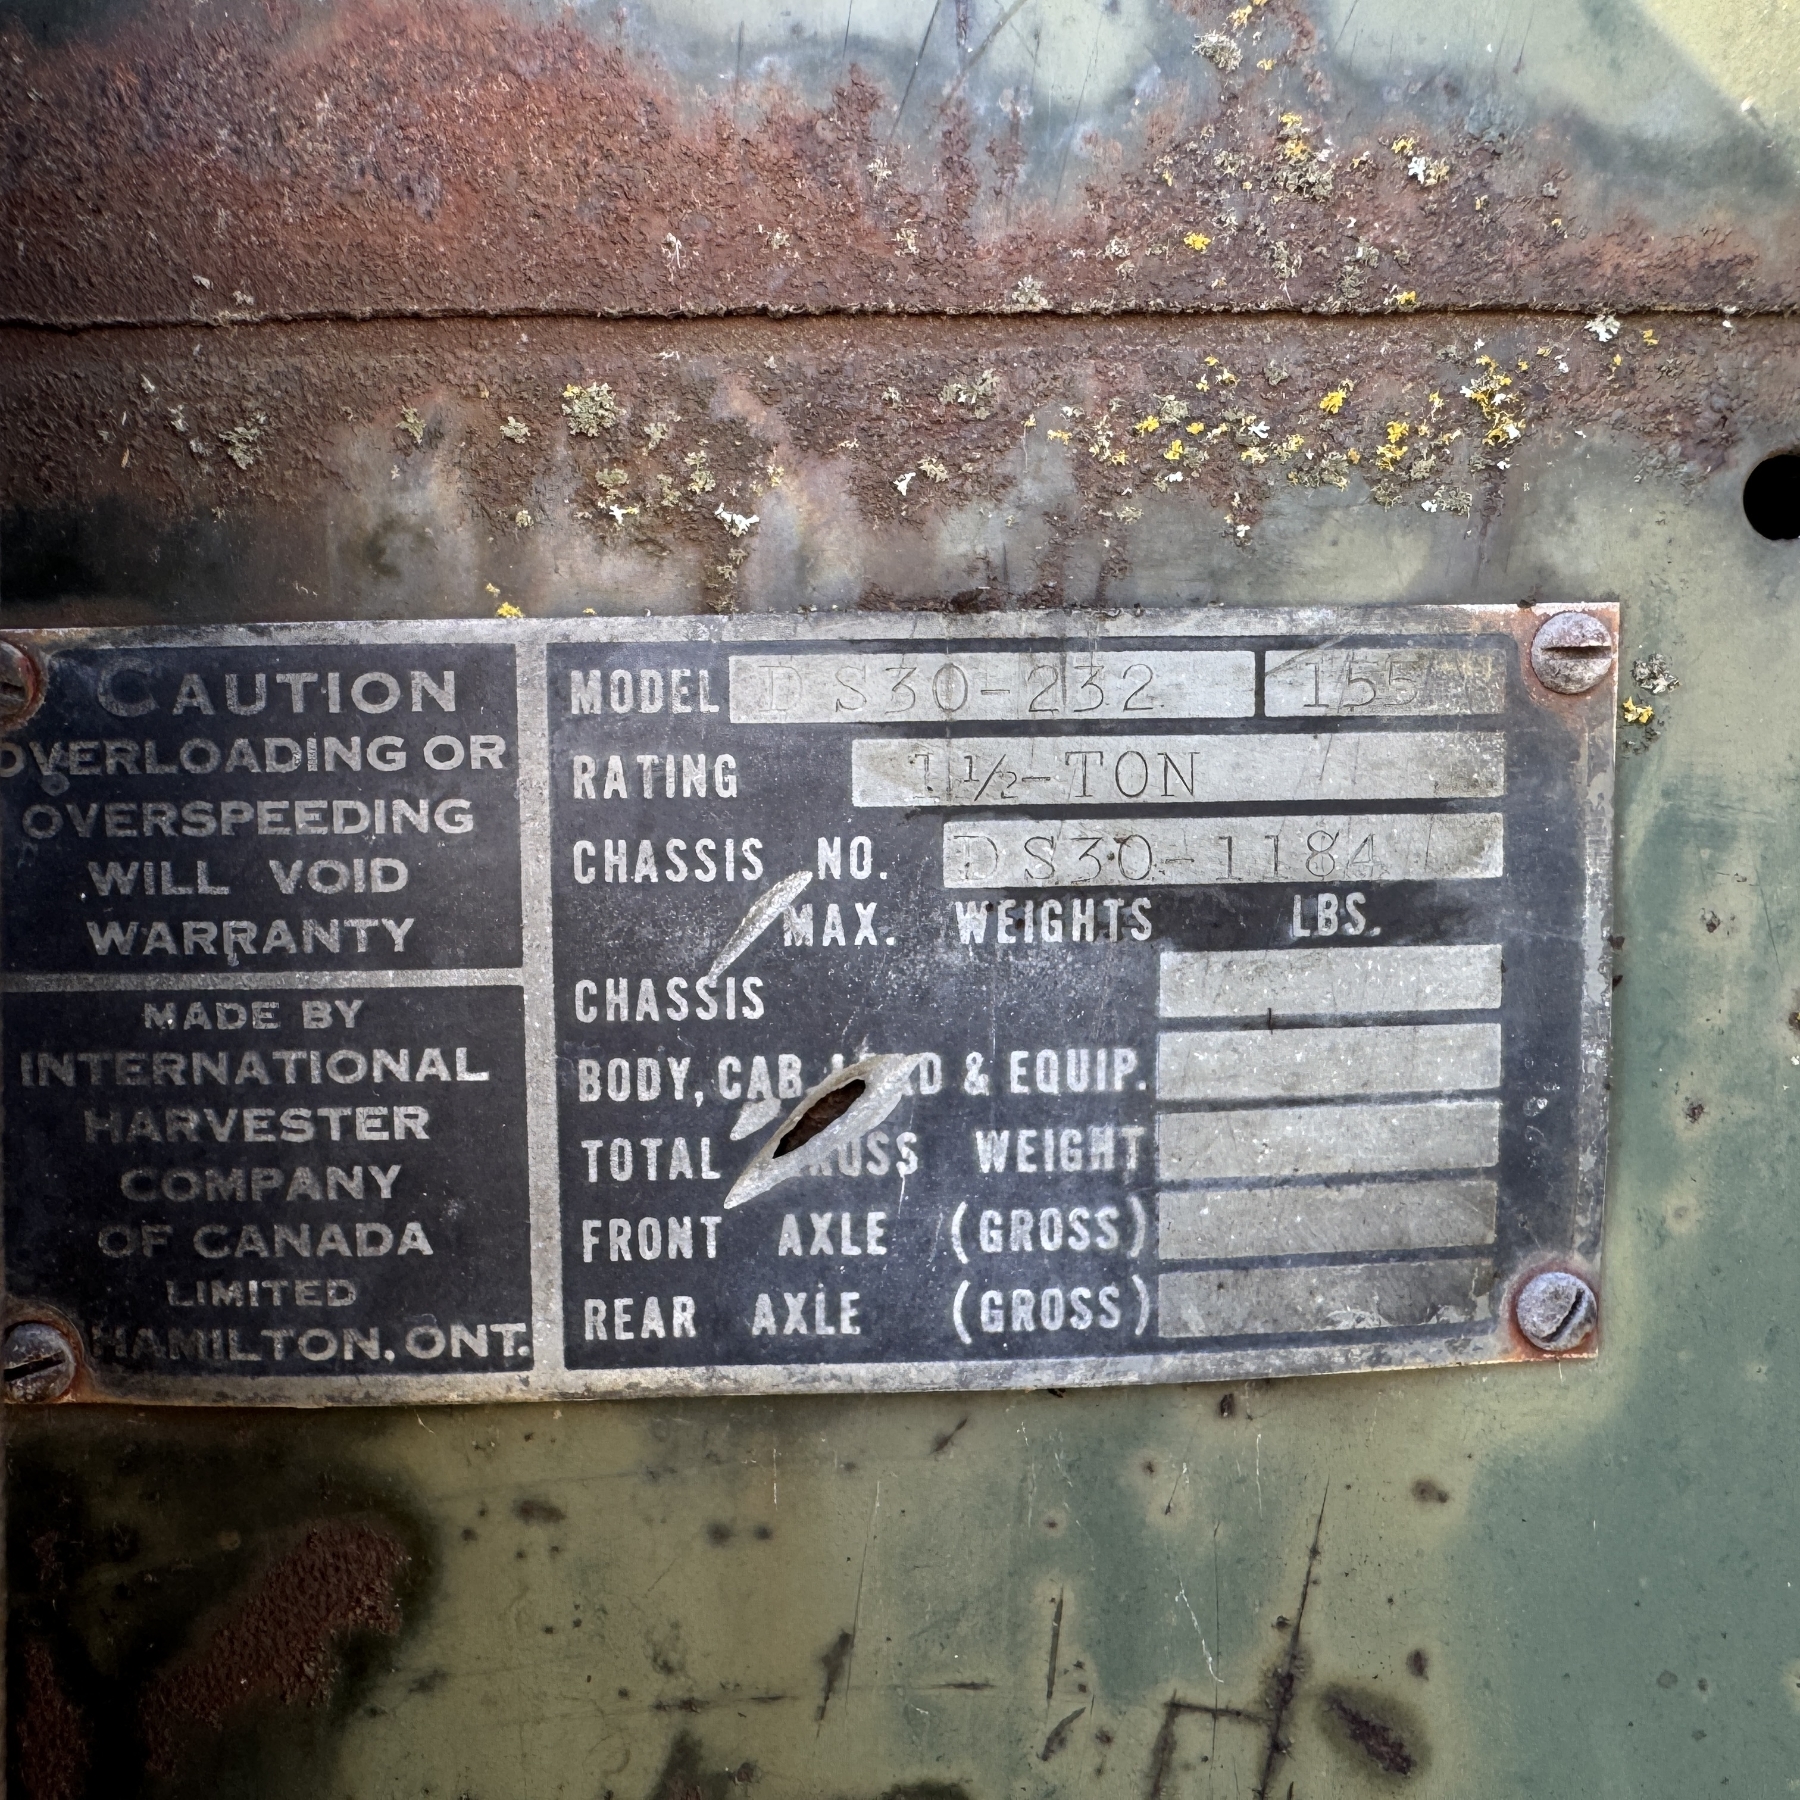 CAUTION
OVERLOADING OR
OVERSPEEDING
WILL VOID
WARRANTY
MADE BY
INTERNATIONAL
HARVESTER
COMPANY
OF CANADA
LIMITED
HAMILTON, ONT.
MODEL DS30-232 155
RATING 1 1/2-TON
CHASSIS NO. DS30-1184
MAX. WEIGHTS LBS.
CHASSIS
BODY, CAB & EQUIP.
TOTAL WEIGHT
FRONT AXLE (GROSS)
REAR AXLE (GROSS)